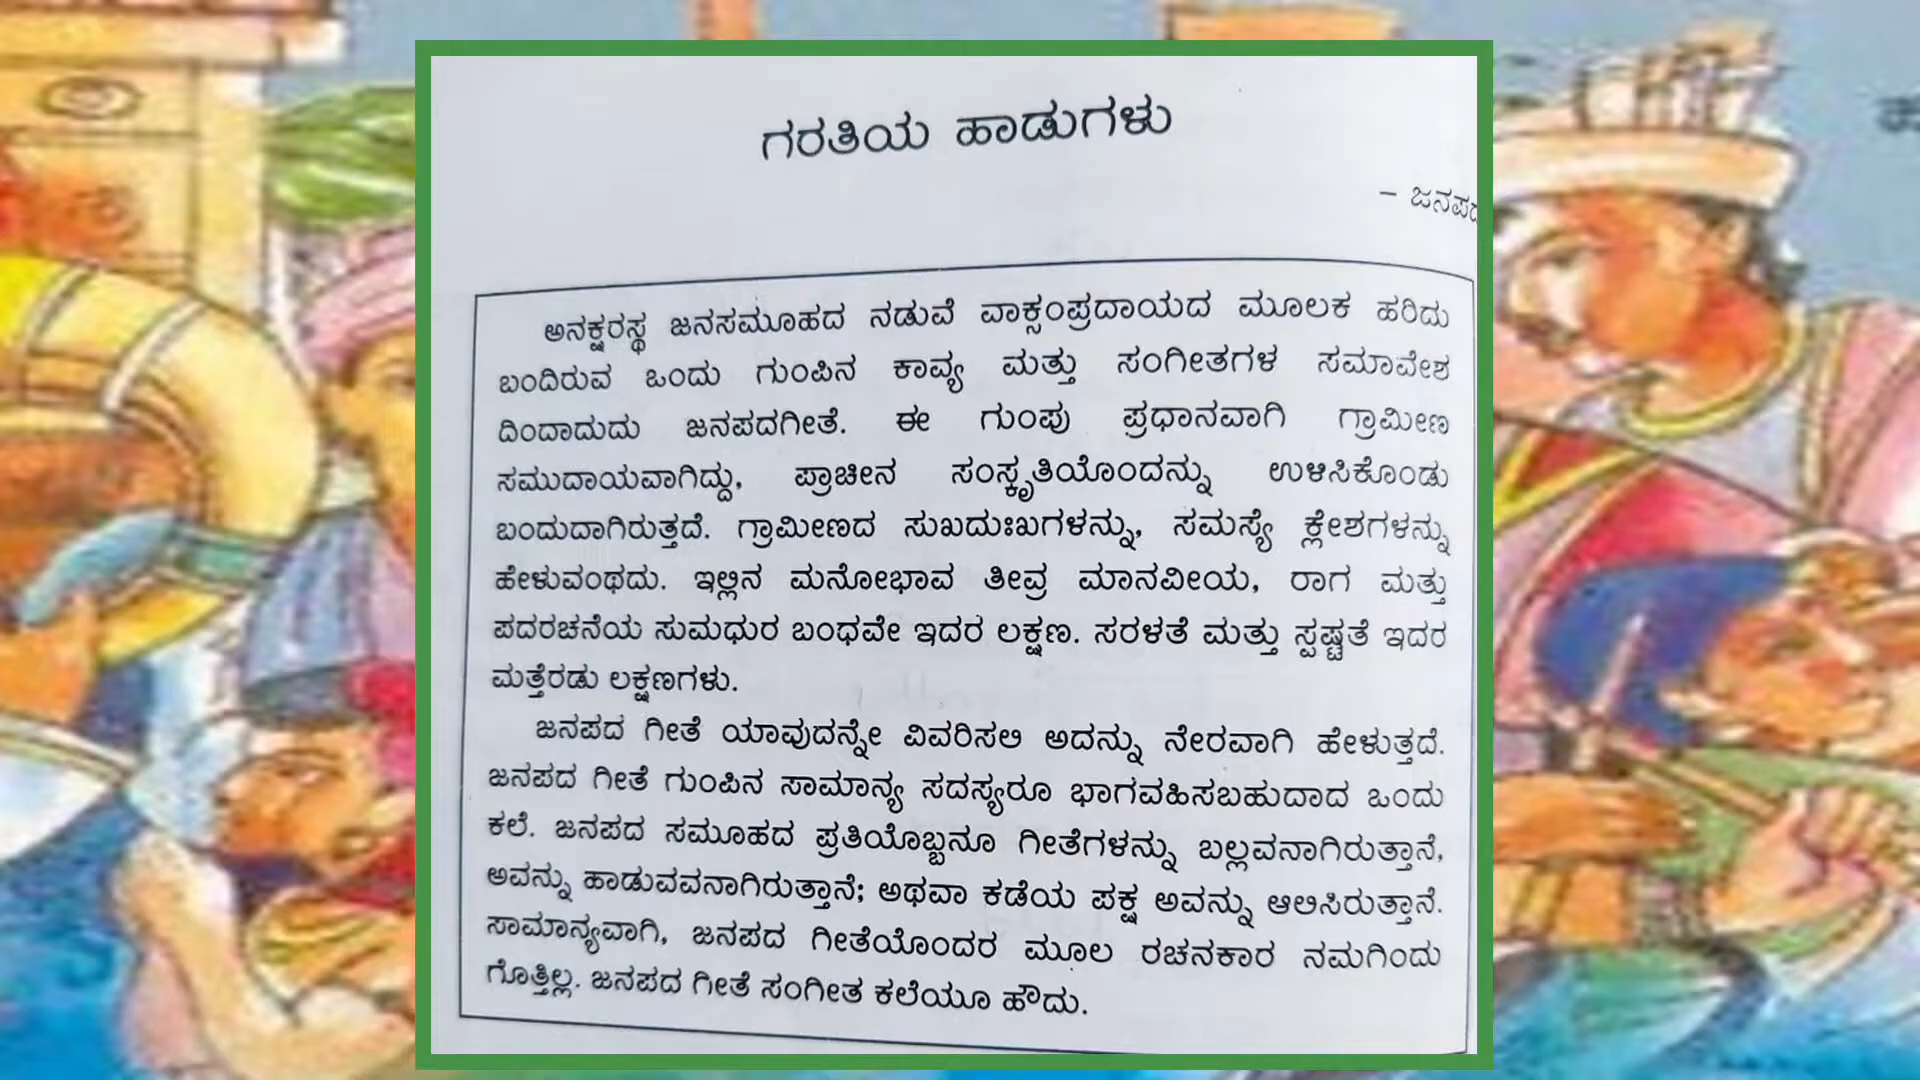 ಗರತಿಯ ಹಾಡುಗಳು
– ಜನಪದ
ಅನಕ್ಷರಸ್ಥ ಜನಸಮೂಹದ ನಡುವೆ ವಾಕ್ಸಂಪ್ರದಾಯದ ಮೂಲಕ ಹರಿದು
ಬಂದಿರುವ ಒಂದು ಗುಂಪಿನ ಕಾವ್ಯ ಮತ್ತು ಸಂಗೀತಗಳ ಸಮಾವೇಶ
ದಿಂದಾದುದು ಜನಪದಗೀತೆ. ಈ ಗುಂಪು ಪ್ರಧಾನವಾಗಿ ಗ್ರಾಮೀಣ
ಸಮುದಾಯವಾಗಿದ್ದು, ಪ್ರಾಚೀನ ಸಂಸ್ಕೃತಿಯೊಂದನ್ನು ಉಳಿಸಿಕೊಂಡು
ಬಂದುದಾಗಿರುತ್ತದೆ. ಗ್ರಾಮೀಣದ ಸುಖದುಃಖಗಳನ್ನು, ಸಮಸ್ಯೆ ಕ್ಲೇಶಗಳನ್ನು
ಹೇಳುವಂಥದು. ಇಲ್ಲಿನ ಮನೋಭಾವ ತೀವ್ರ ಮಾನವೀಯ, ರಾಗ ಮತ್ತು
ಪದರಚನೆಯ ಸುಮಧುರ ಬಂಧವೇ ಇದರ ಲಕ್ಷಣ. ಸರಳತೆ ಮತ್ತು ಸ್ಪಷ್ಟತೆ ಇದರ
ಮತ್ತೆರಡು ಲಕ್ಷಣಗಳು.
ಜನಪದ ಗೀತೆ ಯಾವುದನ್ನೇ ವಿವರಿಸಲಿ ಅದನ್ನು ನೇರವಾಗಿ ಹೇಳುತ್ತದೆ.
ಜನಪದ ಗೀತೆ ಗುಂಪಿನ ಸಾಮಾನ್ಯ ಸದಸ್ಯರೂ ಭಾಗವಹಿಸಬಹುದಾದ ಒಂದು
ಕಲೆ. ಜನಪದ ಸಮೂಹದ ಪ್ರತಿಯೊಬ್ಬನೂ ಗೀತೆಗಳನ್ನು ಬಲ್ಲವನಾಗಿರುತ್ತಾನೆ,
ಅವನ್ನು ಹಾಡುವವನಾಗಿರುತ್ತಾನೆ; ಅಥವಾ ಕಡೆಯ ಪಕ್ಷ ಅವನ್ನು ಆಲಿಸಿರುತ್ತಾನೆ.
ಸಾಮಾನ್ಯವಾಗಿ, ಜನಪದ ಗೀತೆಯೊಂದರ ಮೂಲ ರಚನಕಾರ ನಮಗಿಂದು
ಗೊತ್ತಿಲ್ಲ. ಜನಪದ ಗೀತೆ ಸಂಗೀತ ಕಲೆಯೂ ಹೌದು.